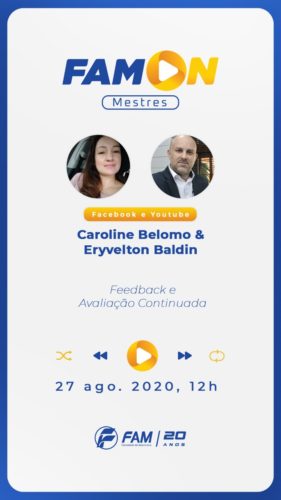 FAMON
Mestres
Facebook e Youtube
Caroline Belomo &
Eryvelton Baldin
Feedback e
Avaliação Continuada
27 ago. 2020, 12h
FAM 20
ANOS